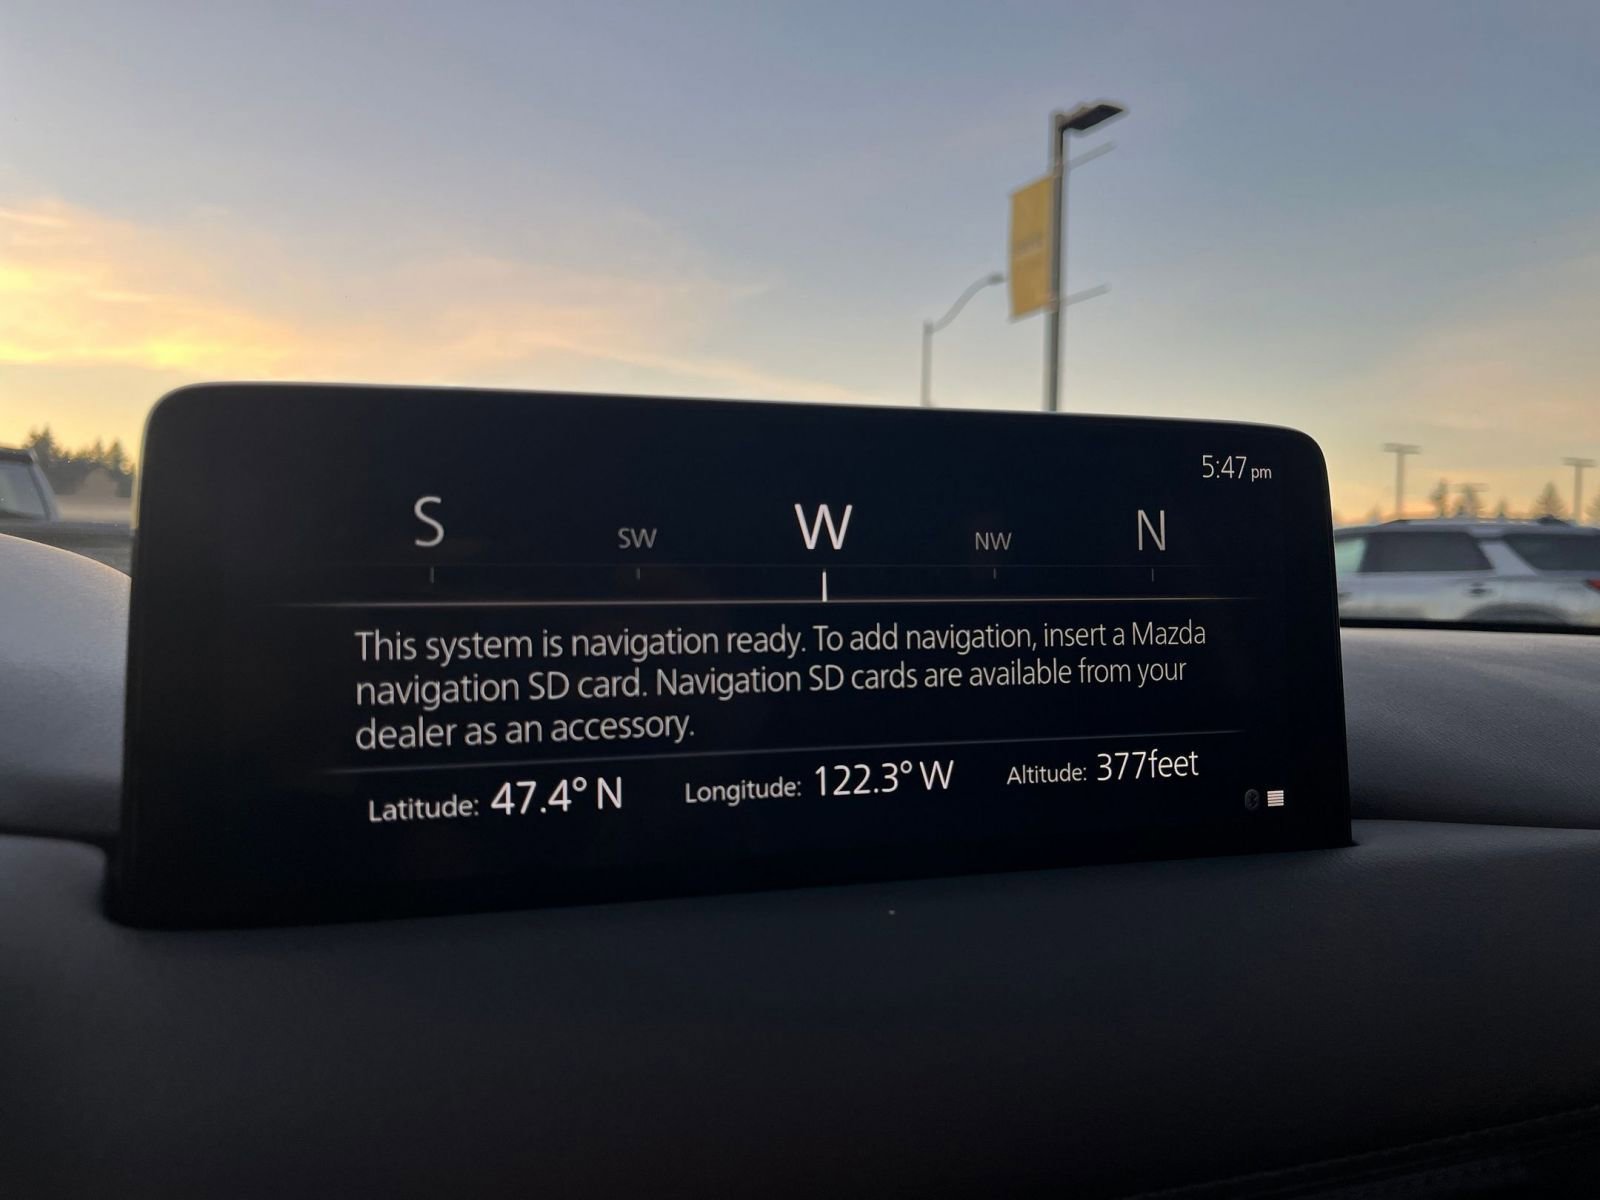 5:47 pm
S SW W NW N
This system is navigation ready. To add navigation, insert a Mazda
navigation SD card. Navigation SD cards are available from your
dealer as an accessory.
Latitude: 47.4° N Longitude: 122.3° W Altitude: 377feet